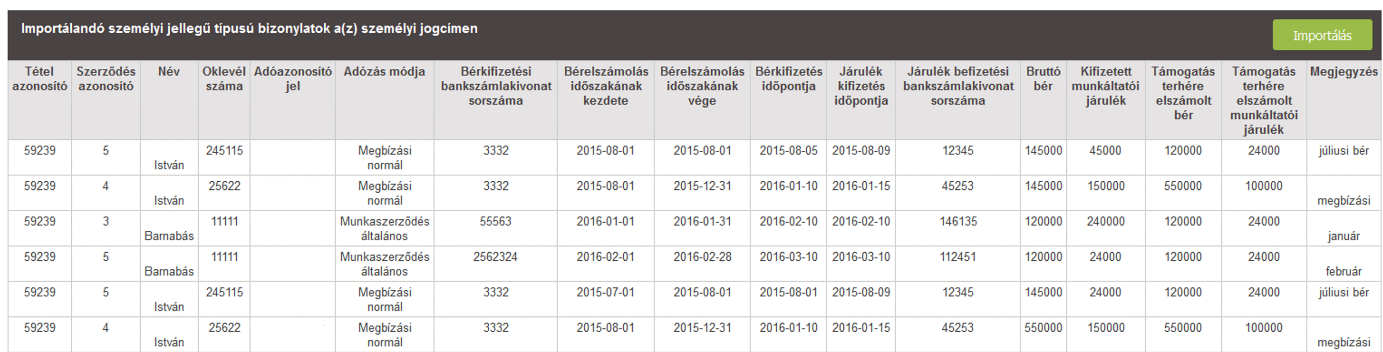 Importálandó személyi jellegű típusú bizonylatok a(z) személyi jogcímen
Importálás
Tétel azonosító Szerződés azonosító Név Oklevél száma Adóazonosító jel Adózás módja Bérkifizetési bankszámlakivonat sorszáma Bérelszámolás időszakának kezdete Bérelszámolás időszakának vége Bérkifizetés időpontja Járulék kifizetés időpontja Járulék befizetési bankszámlakivonat sorszáma Bruttó bér Kifizetett munkáltatói járulék Támogatás terhére elszámolt bér Támogatás terhére elszámolt munkáltatói járulék Megjegyzés
59239 5 István 245115 Megbízási normál 3332 2015-08-01 2015-08-01 2015-08-05 2015-08-09 12345 145000 45000 120000 24000 júliusi bér
59239 4 István 25622 Megbízási normál 3332 2015-08-01 2015-12-31 2016-01-10 2016-01-15 45253 145000 150000 550000 100000 megbízási
59239 3 Barnabás 11111 Munkaszerződés általános 55563 2016-01-01 2016-01-31 2016-02-10 2016-02-10 146135 120000 240000 120000 24000 január
59239 5 Barnabás 11111 Munkaszerződés általános 2562324 2016-02-01 2016-02-28 2016-03-10 2016-03-10 112451 120000 24000 120000 24000 február
59239 5 István 245115 Megbízási normál 3332 2015-07-01 2015-08-01 2015-08-01 2015-08-09 12345 145000 24000 120000 24000 júliusi bér
59239 4 István 25622 Megbízási normál 3332 2015-08-01 2015-12-31 2016-01-10 2016-01-15 45253 550000 150000 550000 100000 megbízási